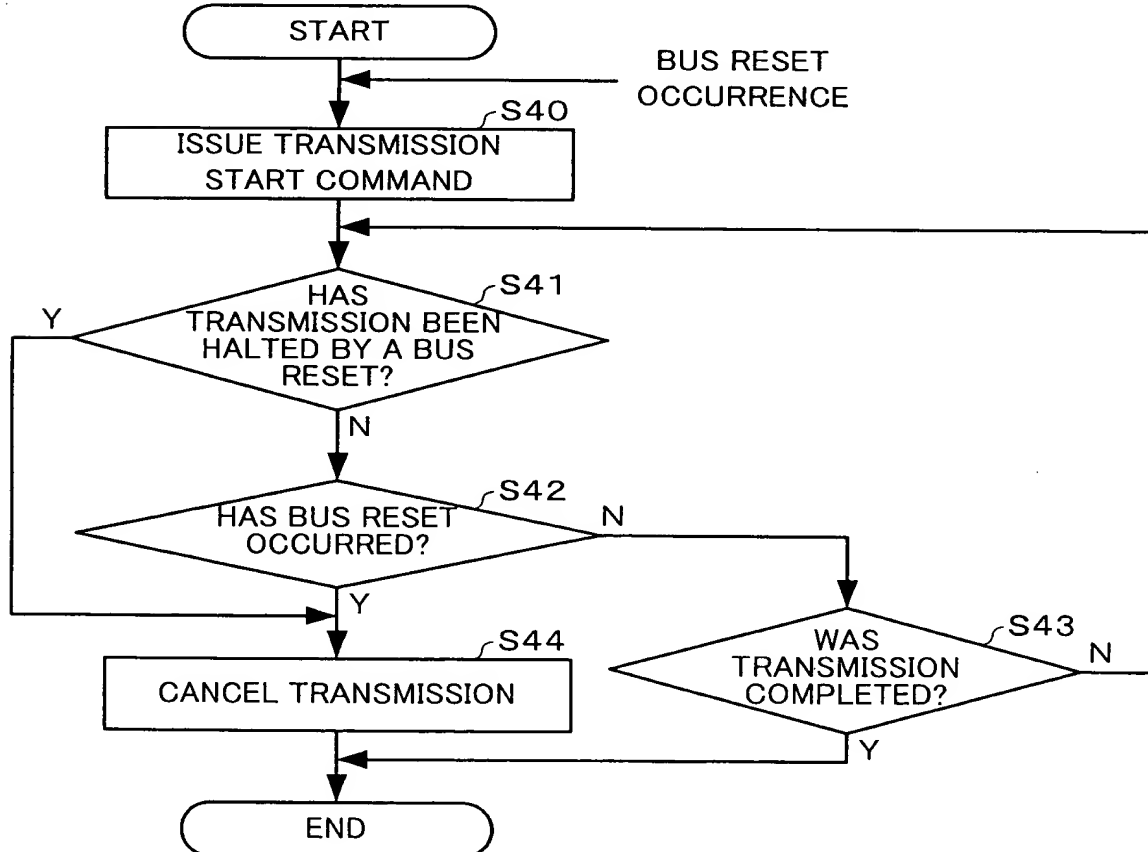 START
BUS RESET
OCCURRENCE
S40
ISSUE TRANSMISSION
START COMMAND
S41
Y
HAS
TRANSMISSION BEEN
HALTED BY A BUS
RESET?
N
S42
HAS BUS RESET
OCCURRED?
N
Y
S43
WAS
TRANSMISSION
COMPLETED?
N
Y
S44
CANCEL TRANSMISSION
END